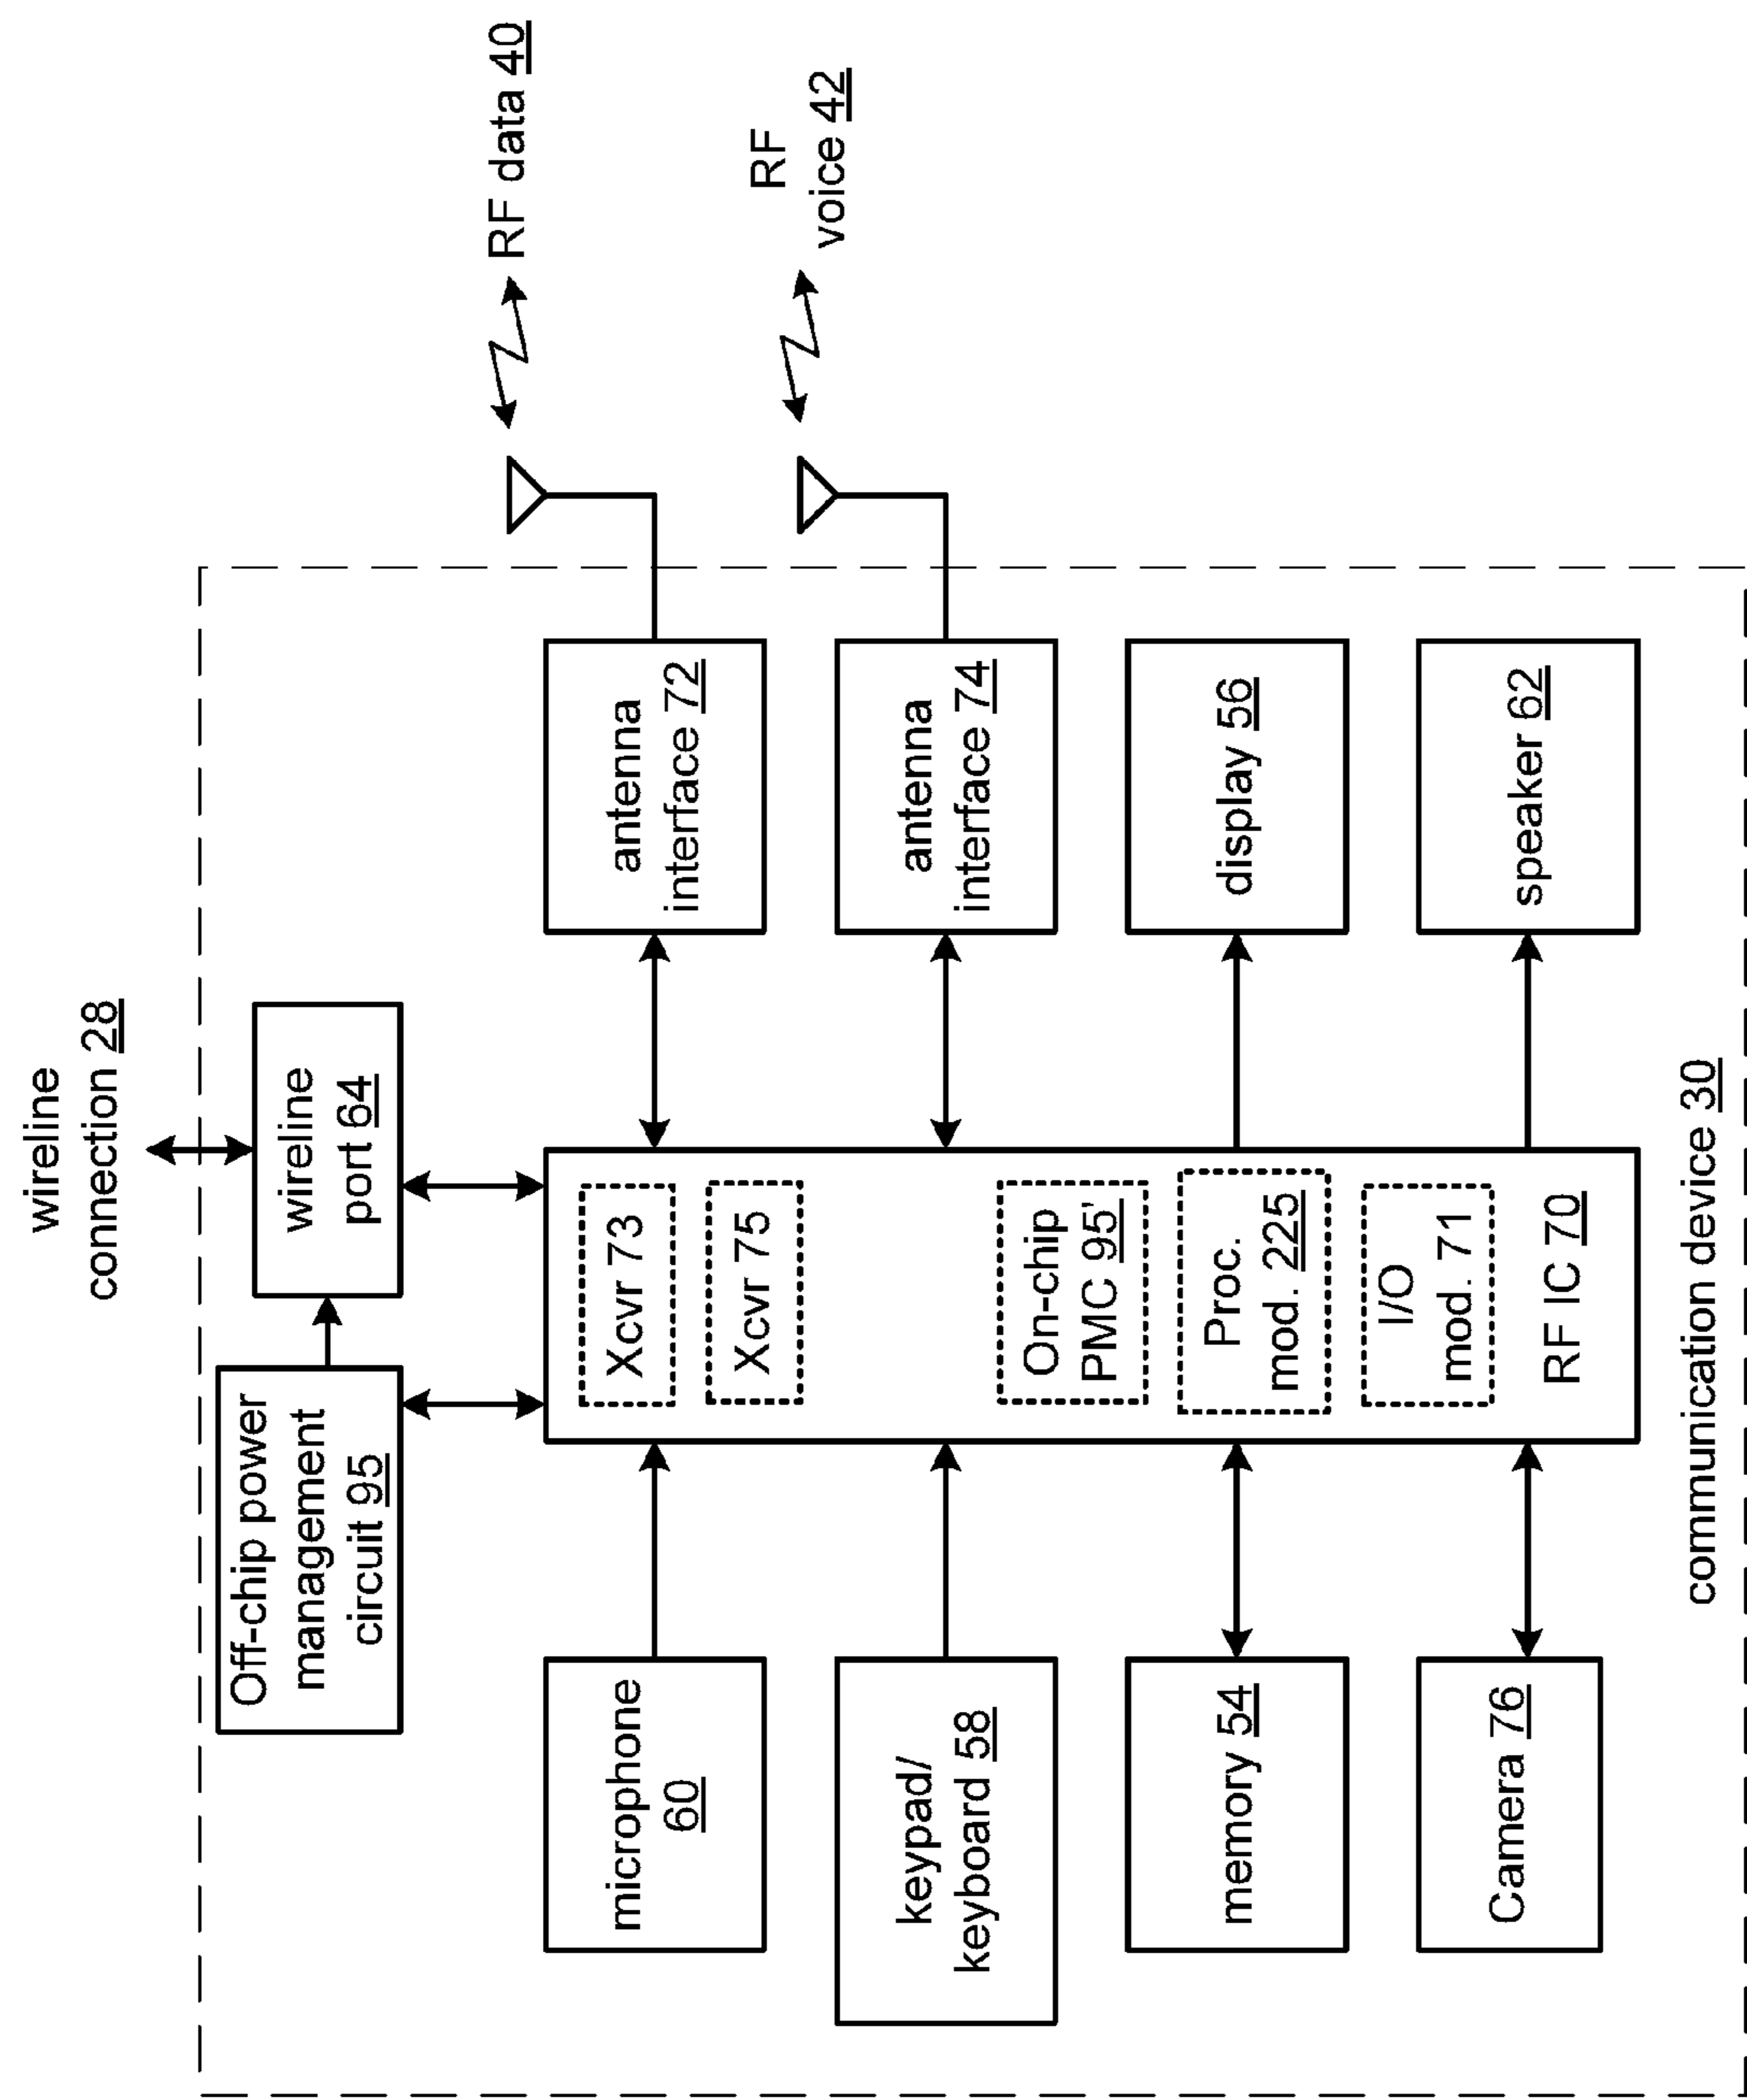 wireline
connection 28
Off-chip power
management
circuit 95
wireline
port 64
RF data 40
RF
voice 42
microphone
60
keypad/
keyboard 58
memory 54
Camera 76
Xcvr 73
Xcvr 75
On-chip
PMC 95'
Proc.
mod. 225
I/O
mod. 71
RF IC 70
antenna
interface 72
antenna
interface 74
display 56
speaker 62
communication device 30